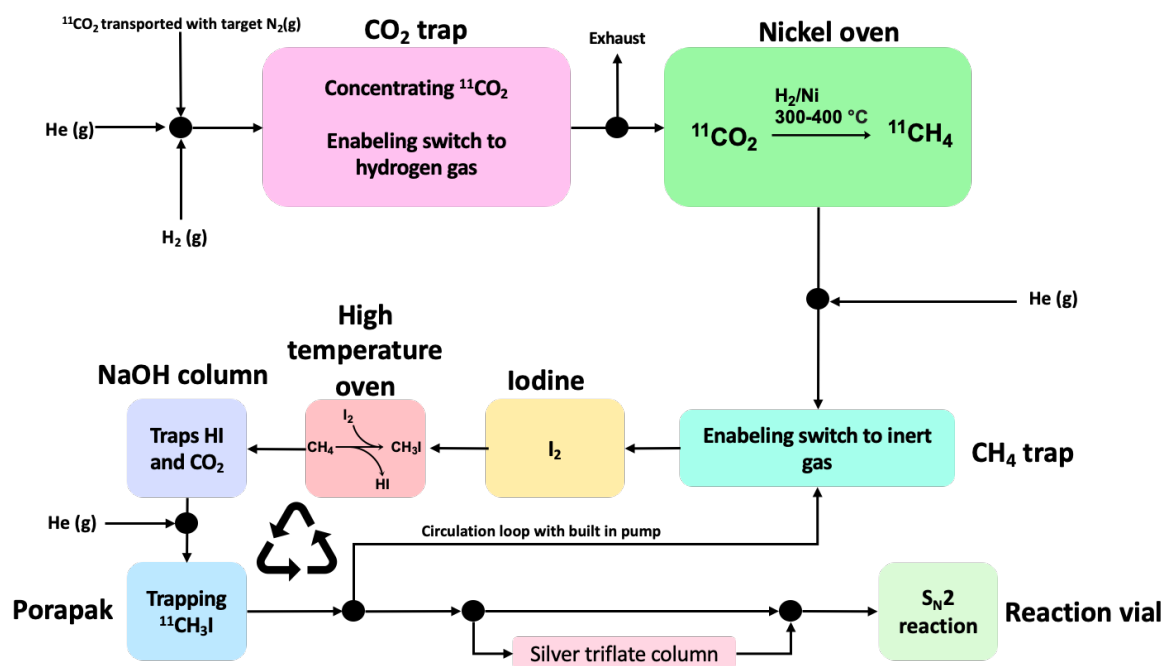 ¹¹CO₂ transported with target N₂(g)
He (g)
H₂ (g)
CO₂ trap
Concentrating ¹¹CO₂
Enabeling switch to
hydrogen gas
Exhaust
Nickel oven
¹¹CO₂
H₂/Ni
300-400 °C
¹¹CH₄
He (g)
CH₄ trap
Enabeling switch to inert
gas
Iodine
I₂
High
temperature
oven
I₂
CH₄
CH₃I
HI
NaOH column
Traps HI
and CO₂
He (g)
Circulation loop with built in pump
Porapak
Trapping
¹¹CH₃I
Silver triflate column
Sₙ2
reaction
Reaction vial